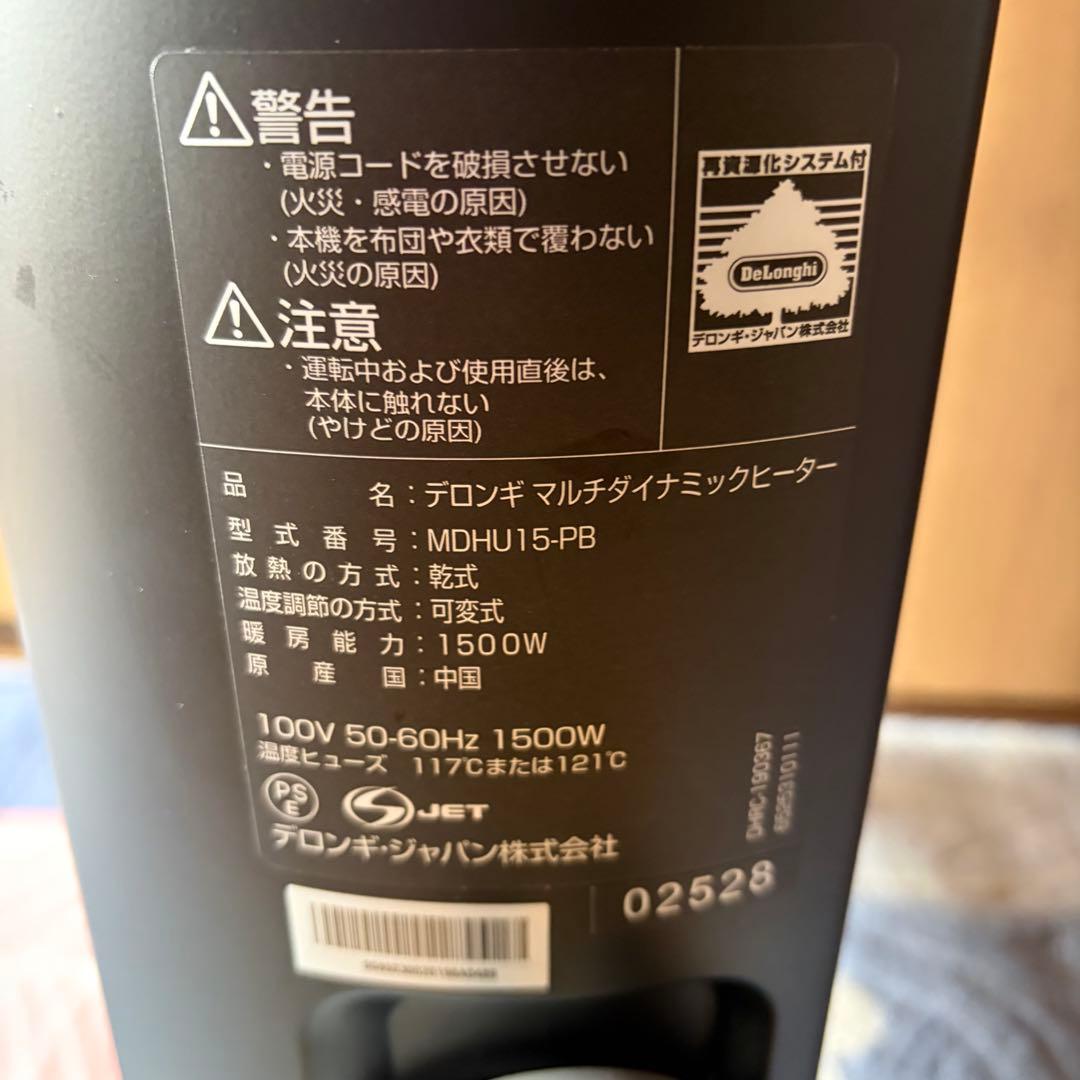 警告
・電源コードを破損させない
(火災・感電の原因)
・本機を布団や衣類で覆わない
(火災の原因)
注意
・運転中および使用直後は、
本体に触れない
(やけどの原因)
再資源化システム付
DeLonghi
デロンギ・ジャパン株式会社
品名：デロンギ マルチダイナミックヒーター
型式番号：MDHU15-PB
放熱の方式：乾式
温度調節の方式：可変式
暖房能力：1500W
原産国：中国
100V 50-60Hz 1500W
温度ヒューズ 117℃または121℃
PS
E
JET
デロンギ・ジャパン株式会社
DHRC-190367
6525310111
02528